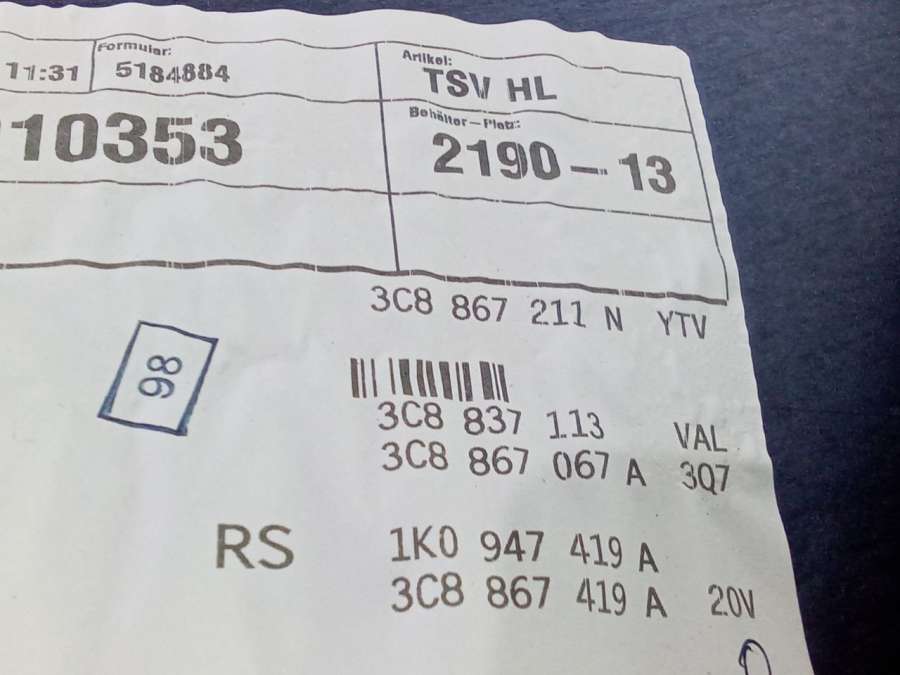 11:31
Formular:
5184884
Artikel:
TSV HL
10353
Behälter-Platz:
2190-13
3C8 867 211 N YTV
98
3C8 837 113 VAL
3C8 867 067 A 3Q7
RS 1K0 947 419 A
3C8 867 419 A 20V